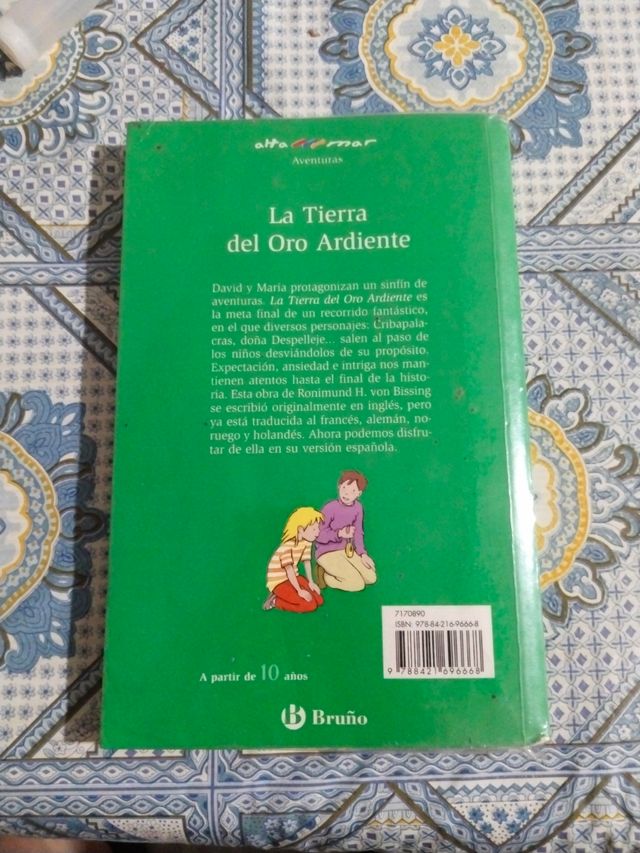 alta mar
Aventuras
La Tierra
del Oro Ardiente
David y María protagonizan un sinfín de
aventuras. La Tierra del Oro Ardiente es
la meta final de un recorrido fantástico,
en el que diversos personajes: Cribapala-
cras, doña Despelleje... salen al paso de
los niños desviándolos de su propósito.
Expectación, ansiedad e intriga nos man-
tienen atentos hasta el final de la histo-
ria. Esta obra de Ronimund H. von Bissing
se escribió originalmente en inglés, pero
ya está traducida al francés, alemán, no-
ruego y holandés. Ahora podemos disfru-
tar de ella en su versión española.
7170890
ISBN: 978-84-216-9666-8
9 788421 696668
A partir de 10 años
Bruño